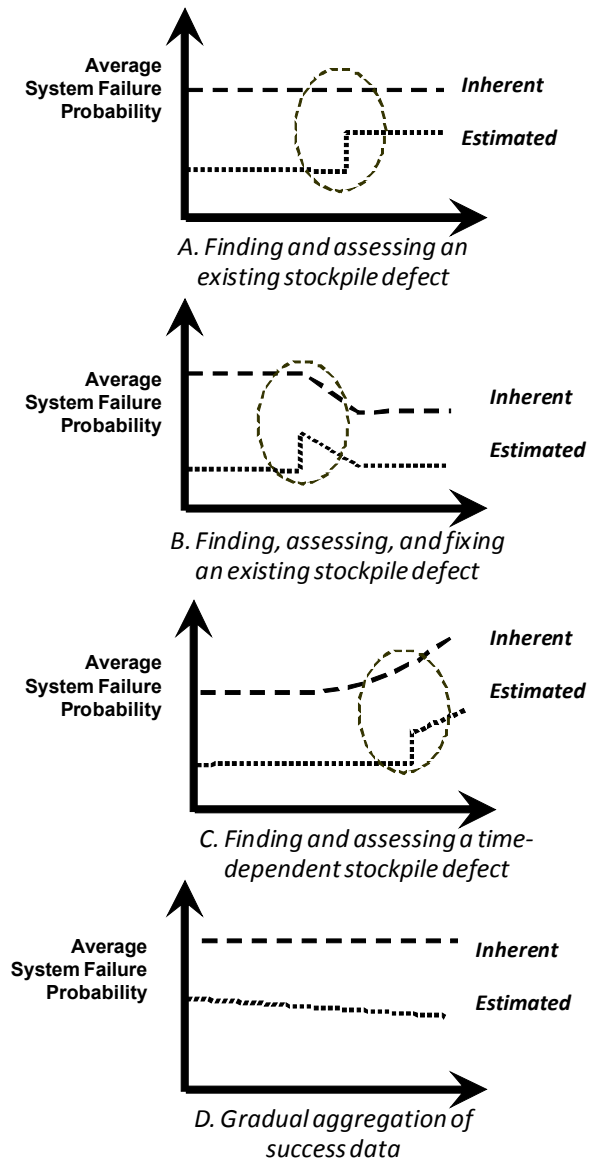 Average
System Failure
Probability
Inherent
Estimated
A. Finding and assessing an
existing stockpile defect
Average
System Failure
Probability
Inherent
Estimated
B. Finding, assessing, and fixing
an existing stockpile defect
Average
System Failure
Probability
Inherent
Estimated
C. Finding and assessing a time-
dependent stockpile defect
Average
System Failure
Probability
Inherent
Estimated
D. Gradual aggregation of
success data